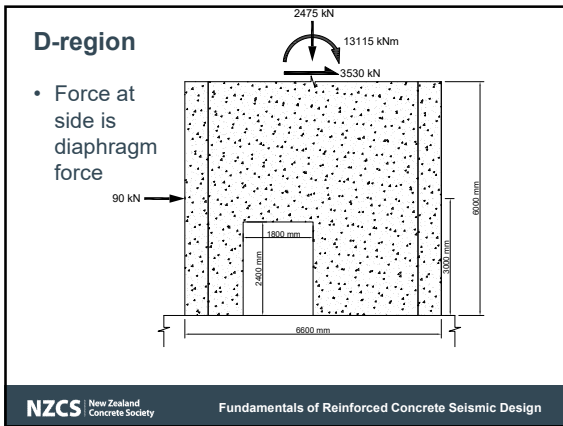 D-region
• Force at
side is
diaphragm
force
2475 kN
13115 kNm
3530 kN
90 kN
1800 mm
2400 mm
3000 mm
6000 mm
6600 mm
NZCS New Zealand
Concrete Society
Fundamentals of Reinforced Concrete Seismic Design